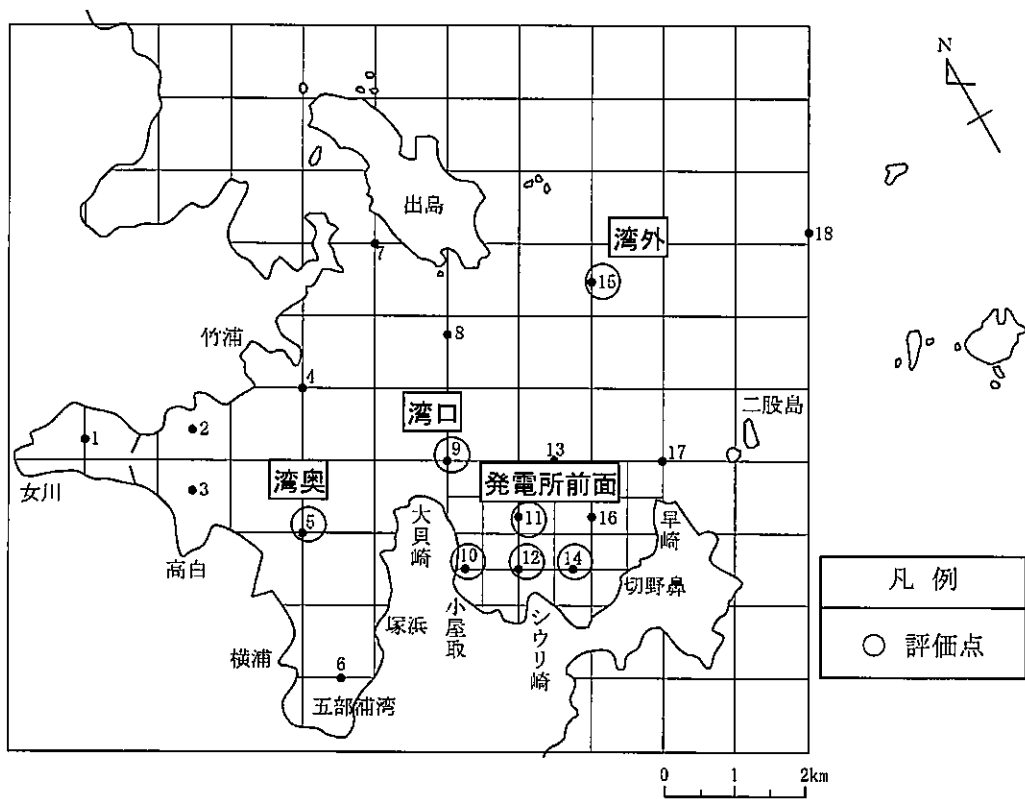 N
出島
湾外
18
7
15
竹浦
8
4
二股島
湾口
2
1
9
13
17
女川
湾奥
発電所前面
3
5
大貝崎
11
16
早崎
高白
10
12
14
切野鼻
小屋取
シウリ崎
塚浜
横浦
6
五部浦湾
凡例
○ 評価点
0 1 2km